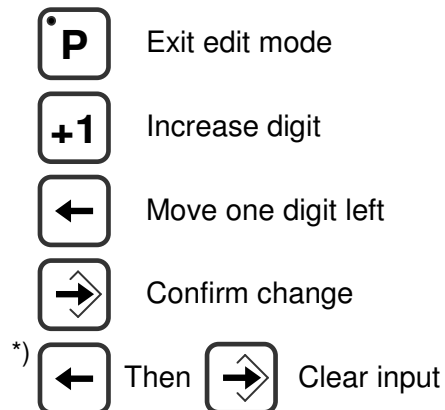 P Exit edit mode
+1 Increase digit
Move one digit left
Confirm change
*) Then Clear input